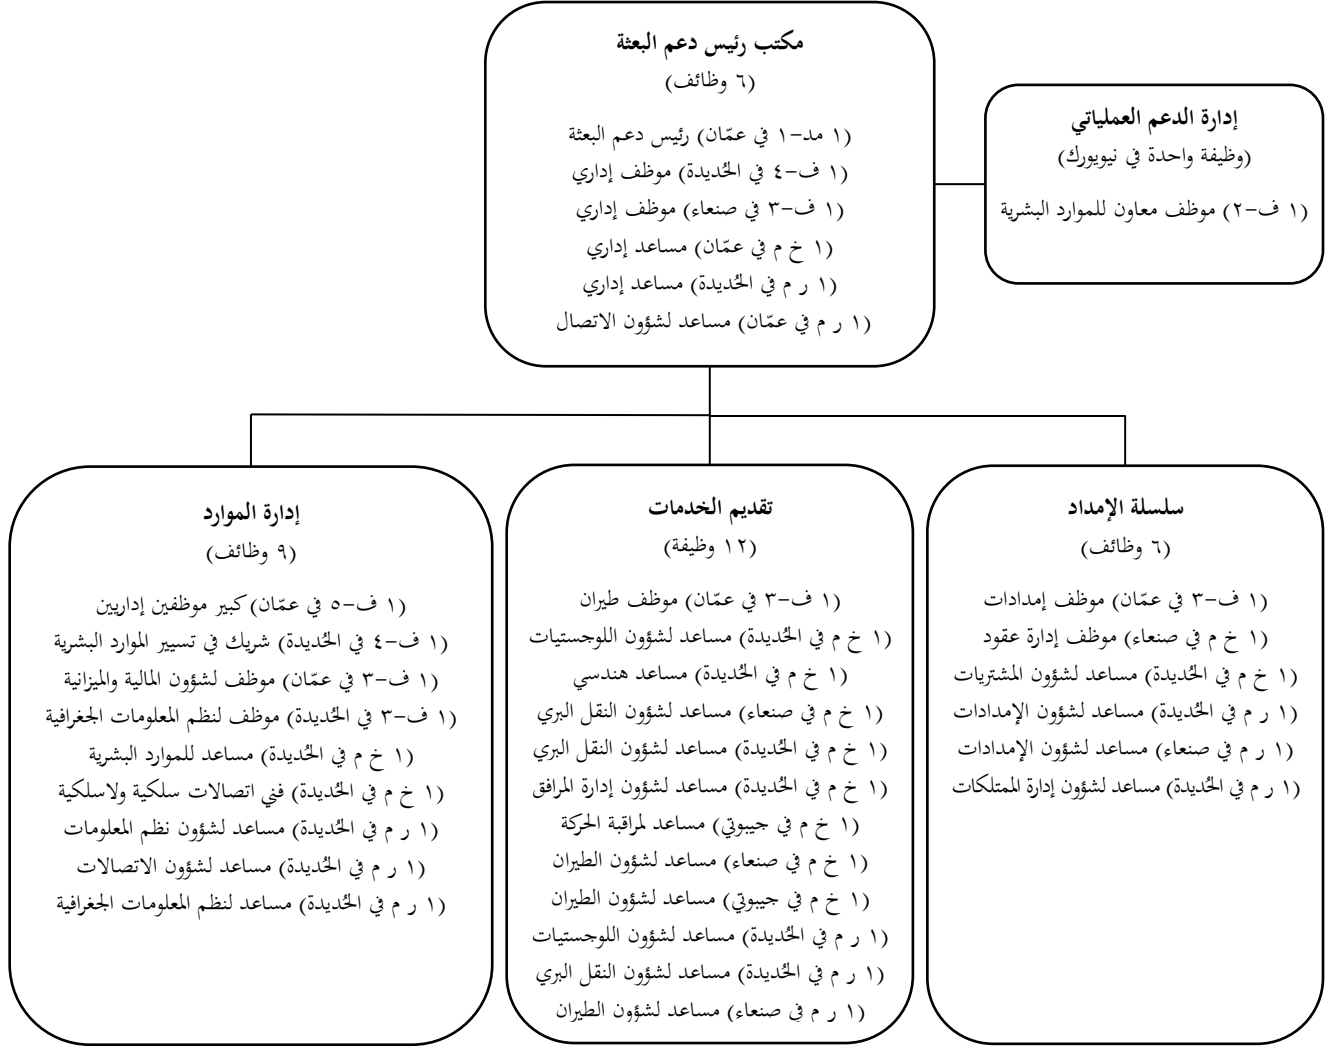 مكتب رئيس دعم البعثة
(٦ وظائف)
(١ مد-١ في عمّان) رئيس دعم البعثة
(١ ف-٤ في الحُديدة) موظف إداري
(١ ف-٣ في صنعاء) موظف إداري
(١ خ م في عمّان) مساعد إداري
(١ ر م في الحُديدة) مساعد إداري
(١ ر م في عمّان) مساعد لشؤون الاتصال
إدارة الدعم العملياتي
(وظيفة واحدة في نيويورك)
(١ ف-٢) موظف معاون للموارد البشرية
سلسلة الإمداد
(٦ وظائف)
(١ ف-٣ في عمّان) موظف إمدادات
(١ خ م في صنعاء) موظف إدارة عقود
(١ خ م في الحُديدة) مساعد لشؤون المشتريات
(١ ر م في الحُديدة) مساعد لشؤون الإمدادات
(١ ر م في صنعاء) مساعد لشؤون الإمدادات
(١ ر م في الحُديدة) مساعد لشؤون إدارة الممتلكات
تقديم الخدمات
(١٢ وظيفة)
(١ ف-٣ في عمّان) موظف طيران
(١ خ م في الحُديدة) مساعد لشؤون اللوجستيات
(١ خ م في الحُديدة) مساعد هندسي
(١ خ م في صنعاء) مساعد لشؤون النقل البري
(١ خ م في الحُديدة) مساعد لشؤون النقل البري
(١ خ م في الحُديدة) مساعد لشؤون إدارة المرافق
(١ خ م في جيبوتي) مساعد لمراقبة الحركة
(١ خ م في صنعاء) مساعد لشؤون الطيران
(١ خ م في جيبوتي) مساعد لشؤون الطيران
(١ ر م في الحُديدة) مساعد لشؤون اللوجستيات
(١ ر م في الحُديدة) مساعد لشؤون النقل البري
(١ ر م في صنعاء) مساعد لشؤون الطيران
إدارة الموارد
(٩ وظائف)
(١ ف-٥ في عمّان) كبير موظفين إداريين
(١ ف-٤ في الحُديدة) شريك في تسيير الموارد البشرية
(١ ف-٣ في عمّان) موظف لشؤون المالية والميزانية
(١ ف-٣ في الحُديدة) موظف لنظم المعلومات الجغرافية
(١ خ م في الحُديدة) مساعد للموارد البشرية
(١ خ م في الحُديدة) فني اتصالات سلكية ولاسلكية
(١ ر م في الحُديدة) مساعد لشؤون نظم المعلومات
(١ ر م في الحُديدة) مساعد لشؤون الاتصالات
(١ ر م في الحُديدة) مساعد لنظم المعلومات الجغرافية